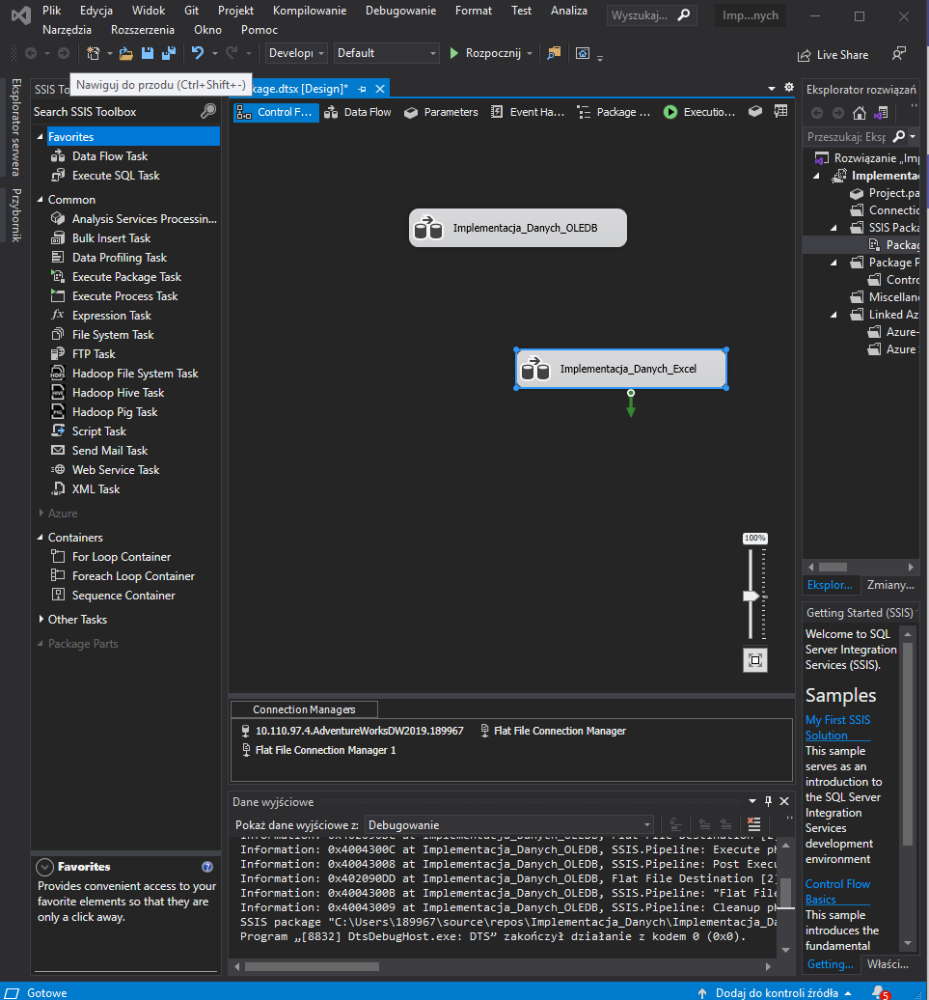 Plik Edycja Widok Git Projekt Kompilowanie Debugowanie Format Test Analiza
Narzędzia Rozszerzenia Okno Pomoc
Wyszukaj...
Imp...nych
Develop Default Rozpocznij
Live Share
Eksplorator serwera
Przybornik
SSIS To
Nawiguj do przodu (Ctrl+Shift+-)
kage.dtsx [Design]*
Search SSIS Toolbox
Favorites
Data Flow Task
Execute SQL Task
Common
Analysis Services Processin...
Bulk Insert Task
Data Profiling Task
Execute Package Task
Execute Process Task
Expression Task
File System Task
FTP Task
Hadoop File System Task
Hadoop Hive Task
Hadoop Pig Task
Script Task
Send Mail Task
Web Service Task
XML Task
Azure
Containers
For Loop Container
Foreach Loop Container
Sequence Container
Other Tasks
Package Parts
Favorites
Provides convenient access to your
favorite elements so that they are
only a click away.
Control F... Data Flow Parameters Event Ha... Package ... Executio...
Implementacja_Danych_OLEDB
Implementacja_Danych_Excel
100%
Connection Managers
10.110.97.4.AdventureWorksDW2019.189967 Flat File Connection Manager
Flat File Connection Manager 1
Dane wyjściowe
Pokaż dane wyjściowe z: Debugowanie
Information: 0x4004300C at Implementacja_Danych_OLEDB, SSIS.Pipeline: Execute ph
Information: 0x40043008 at Implementacja_Danych_OLEDB, SSIS.Pipeline: Post Execu
Information: 0x402090DD at Implementacja_Danych_OLEDB, Flat File Destination [2]
Information: 0x4004300B at Implementacja_Danych_OLEDB, SSIS.Pipeline: "Flat File
Information: 0x40043009 at Implementacja_Danych_OLEDB, SSIS.Pipeline: Cleanup ph
SSIS package "C:\Users\189967\source\repos\Implementacja_Danych\Implementacja_Da
Program „[8832] DtsDebugHost.exe: DTS” zakończył działanie z kodem 0 (0x0).
Eksplorator rozwiązań
Przeszukaj: Eksp
Rozwiązanie „Imp
Implementac
Project.pa
Connectic
SSIS Packa
Packag
Package P
Contro
Miscellan
Linked Az
Azure-
Azure
Eksplor... Zmiany...
Getting Started (SSIS)
Welcome to SQL
Server Integration
Services (SSIS).
Samples
My First SSIS
Solution
This sample
serves as an
introduction to
the SQL Server
Integration
Services
development
environment
Control Flow
Basics
This sample
introduces the
fundamental
Getting... Właści...
Gotowe
Dodaj do kontroli źródła
5